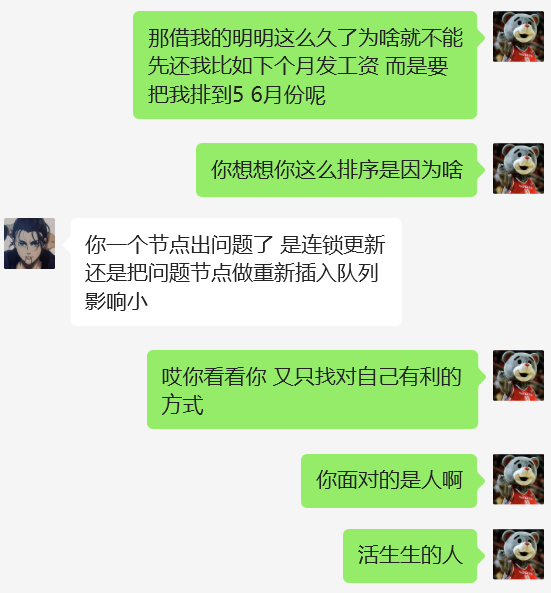 那借我的明明这么久了为啥就不能
先还我比如下个月发工资 而是要
把我排到5 6月份呢
你想想你这么排序是因为啥
你一个节点出问题了 是连锁更新
还是把问题节点做重新插入队列
影响小
哎你看看你 又只找对自己有利的
方式
你面对的是人啊
活生生的人